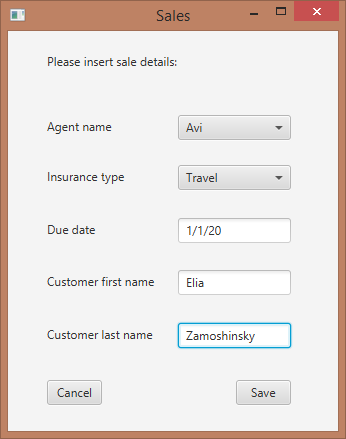 Sales
Please insert sale details:
Agent name Avi
Insurance type Travel
Due date 1/1/20
Customer first name Elia
Customer last name Zamoshinsky
Cancel Save